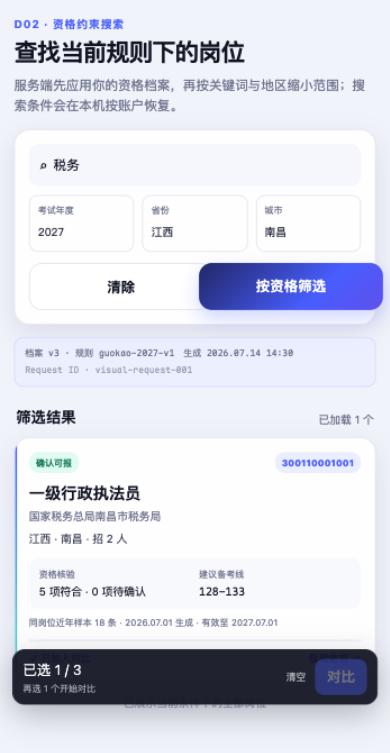 D02 · 资格约束搜索
查找当前规则下的岗位
服务端先应用你的资格档案，再按关键词与地区缩小范围；搜
索条件会在本机按账户恢复。
税务
考试年度
省份
城市
2027
江西
南昌
清除
按资格筛选
档案 v3 · 规则 guokao-2027-v1 生成 2026.07.14 14:30
Request ID · visual-request-001
筛选结果
已加载 1 个
确认可报
300110001001
一级行政执法员
国家税务总局南昌市税务局
江西 · 南昌 · 招 2 人
资格核验
建议备考线
5 项符合 · 0 项待确认
128–133
同岗位近年样本 18 条 · 2026.07.01 生成 · 有效至 2027.07.01
已选 1 / 3
再选 1 个开始对比
清空
对比